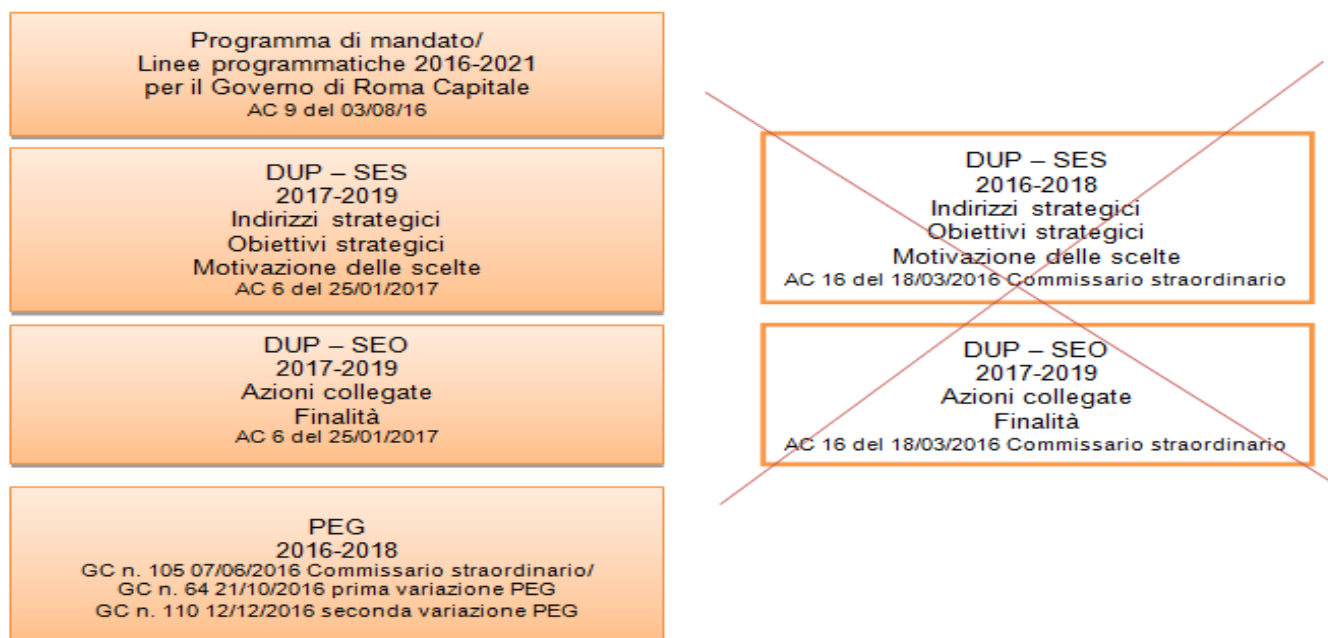 Programma di mandato/
Linee programmatiche 2016-2021
per il Governo di Roma Capitale
AC 9 del 03/08/16
DUP – SES
2017-2019
Indirizzi strategici
Obiettivi strategici
Motivazione delle scelte
AC 6 del 25/01/2017
DUP – SEO
2017-2019
Azioni collegate
Finalità
AC 6 del 25/01/2017
PEG
2016-2018
GC n. 105 07/06/2016 Commissario straordinario/
GC n. 64 21/10/2016 prima variazione PEG
GC n. 110 12/12/2016 seconda variazione PEG
DUP – SES
2016-2018
Indirizzi strategici
Obiettivi strategici
Motivazione delle scelte
AC 16 del 18/03/2016 Commissario straordinario
DUP – SEO
2017-2019
Azioni collegate
Finalità
AC 16 del 18/03/2016 Commissario straordinario